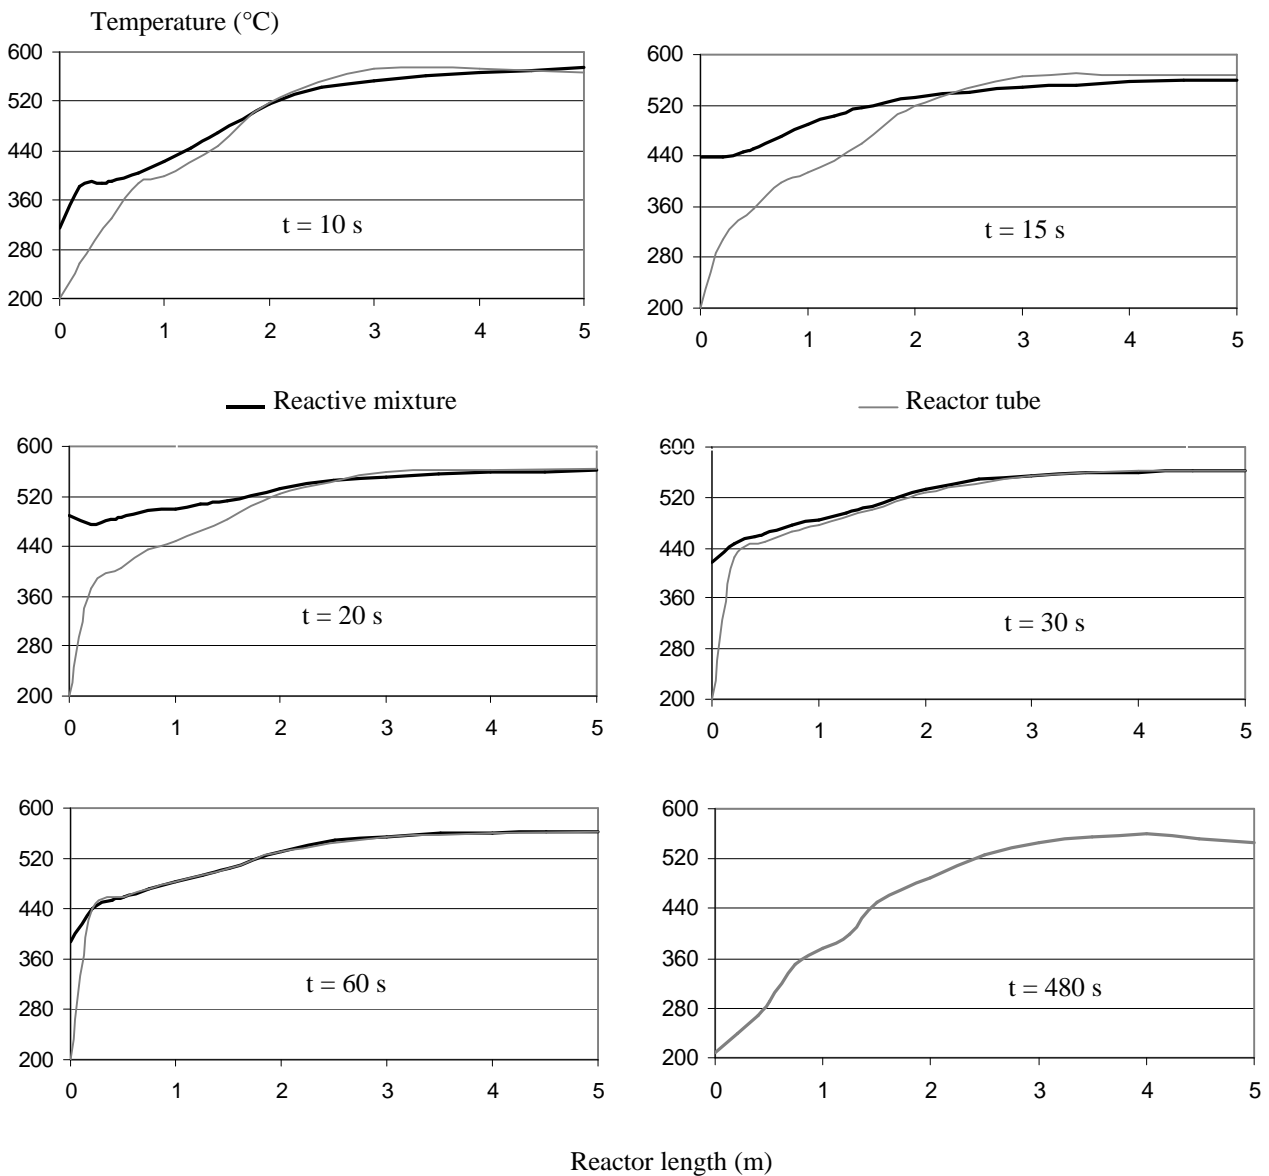 Temperature (°C)
600
520
440
360
280
200
t = 10 s
0 1 2 3 4 5
600
520
440
360
280
200
t = 15 s
0 1 2 3 4 5
Reactive mixture
Reactor tube
600
520
440
360
280
200
t = 20 s
0 1 2 3 4 5
600
520
440
360
280
200
t = 30 s
0 1 2 3 4 5
600
520
440
360
280
200
t = 60 s
0 1 2 3 4 5
600
520
440
360
280
200
t = 480 s
0 1 2 3 4 5
Reactor length (m)